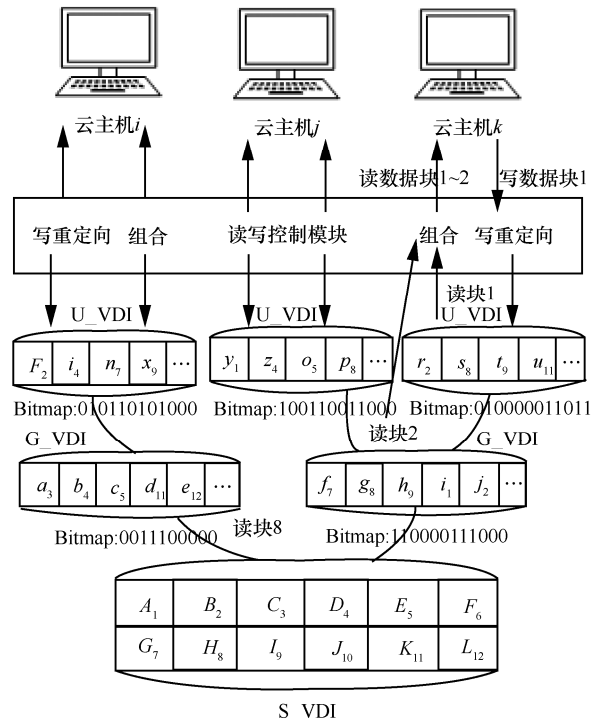 云主机i 云主机j 云主机k
读数据块1~2 写数据块1
写重定向 组合 读写控制模块 组合 写重定向
读块1
U_VDI U_VDI U_VDI
F2 i4 n7 x9 ··· y1 z4 o5 p8 ··· r2 s8 t9 u11 ···
Bitmap:010110101000 Bitmap:100110011000 Bitmap:010000011011
读块2
G_VDI G_VDI
a3 b4 c5 d11 e12 ··· f7 g8 h9 i1 j2 ···
读块8
Bitmap:0011100000 Bitmap:110000111000
A1 B2 C3 D4 E5 F6
G7 H8 I9 J10 K11 L12
S_VDI